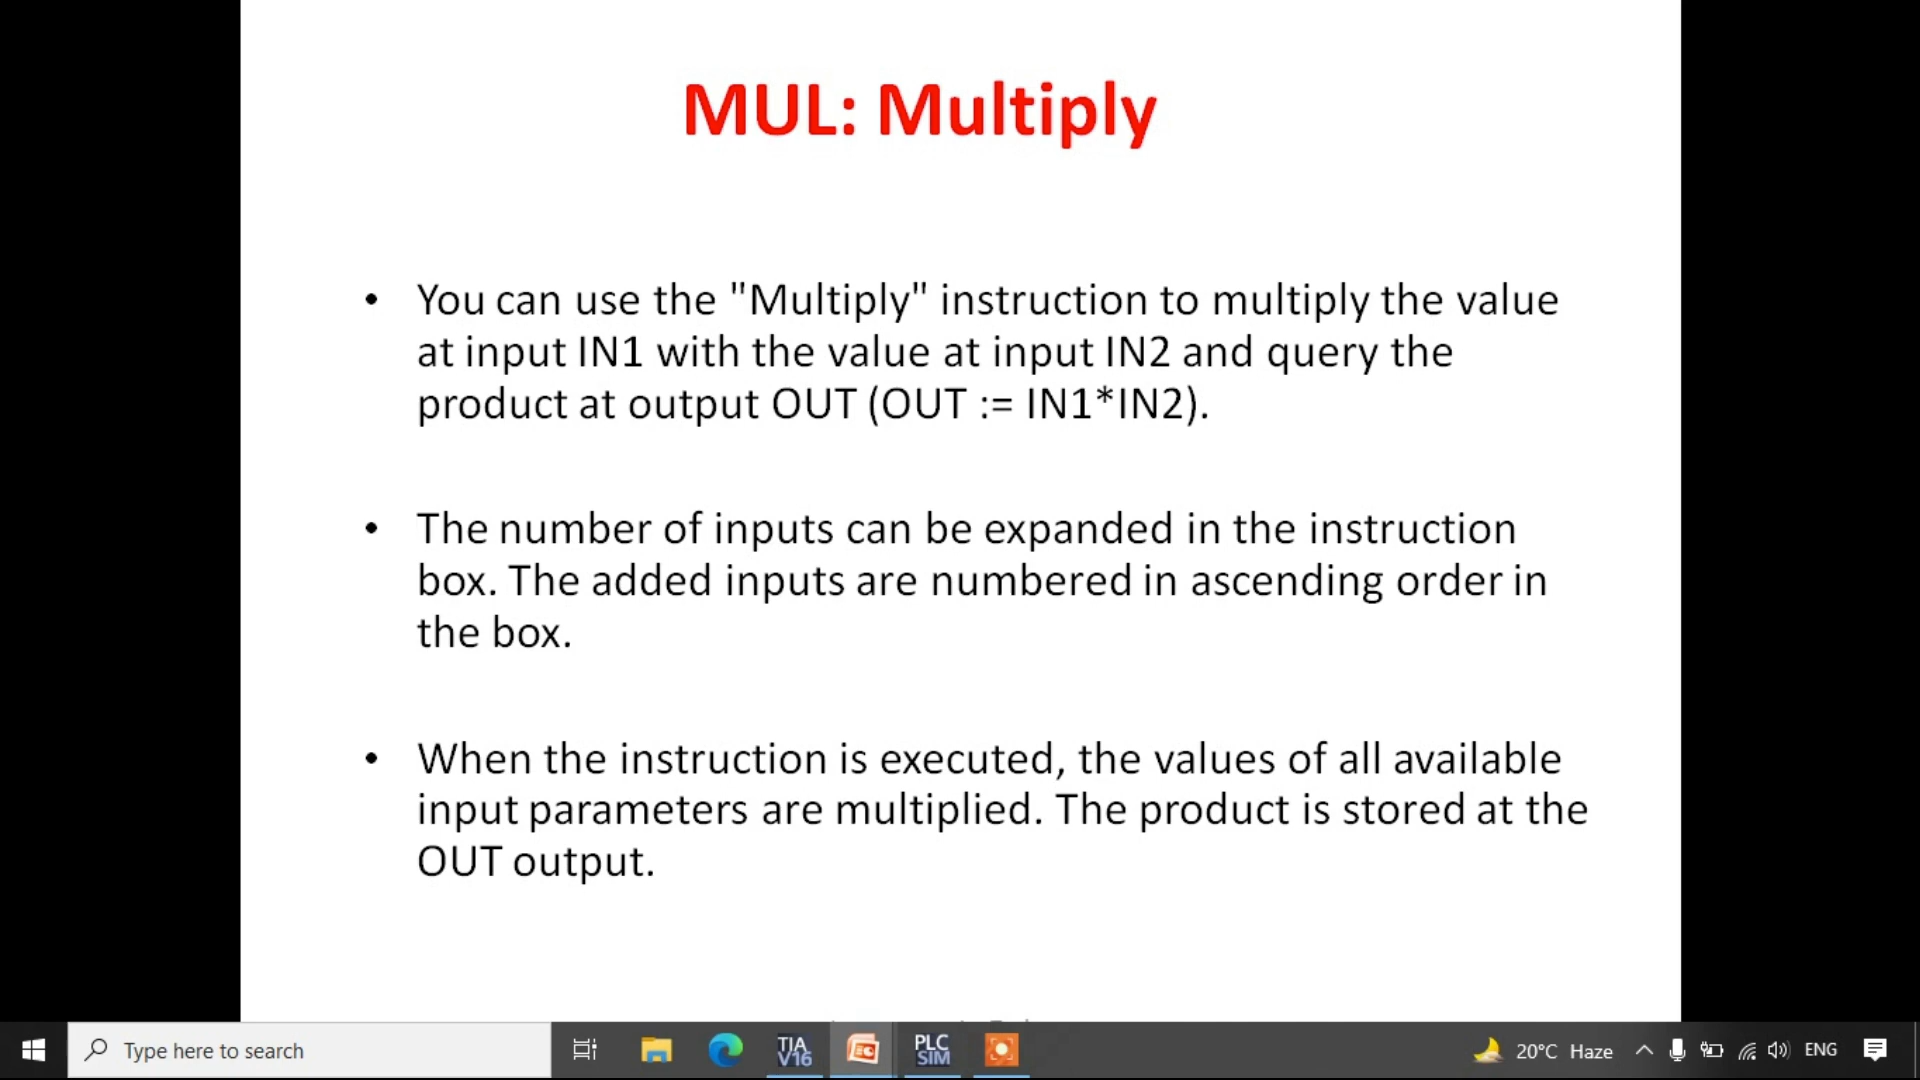 MUL: Multiply
• You can use the "Multiply" instruction to multiply the value
at input IN1 with the value at input IN2 and query the
product at output OUT (OUT := IN1*IN2).
• The number of inputs can be expanded in the instruction
box. The added inputs are numbered in ascending order in
the box.
• When the instruction is executed, the values of all available
input parameters are multiplied. The product is stored at the
OUT output.
Type here to search
TIA
V16
PLC
SIM
20°C Haze
ENG